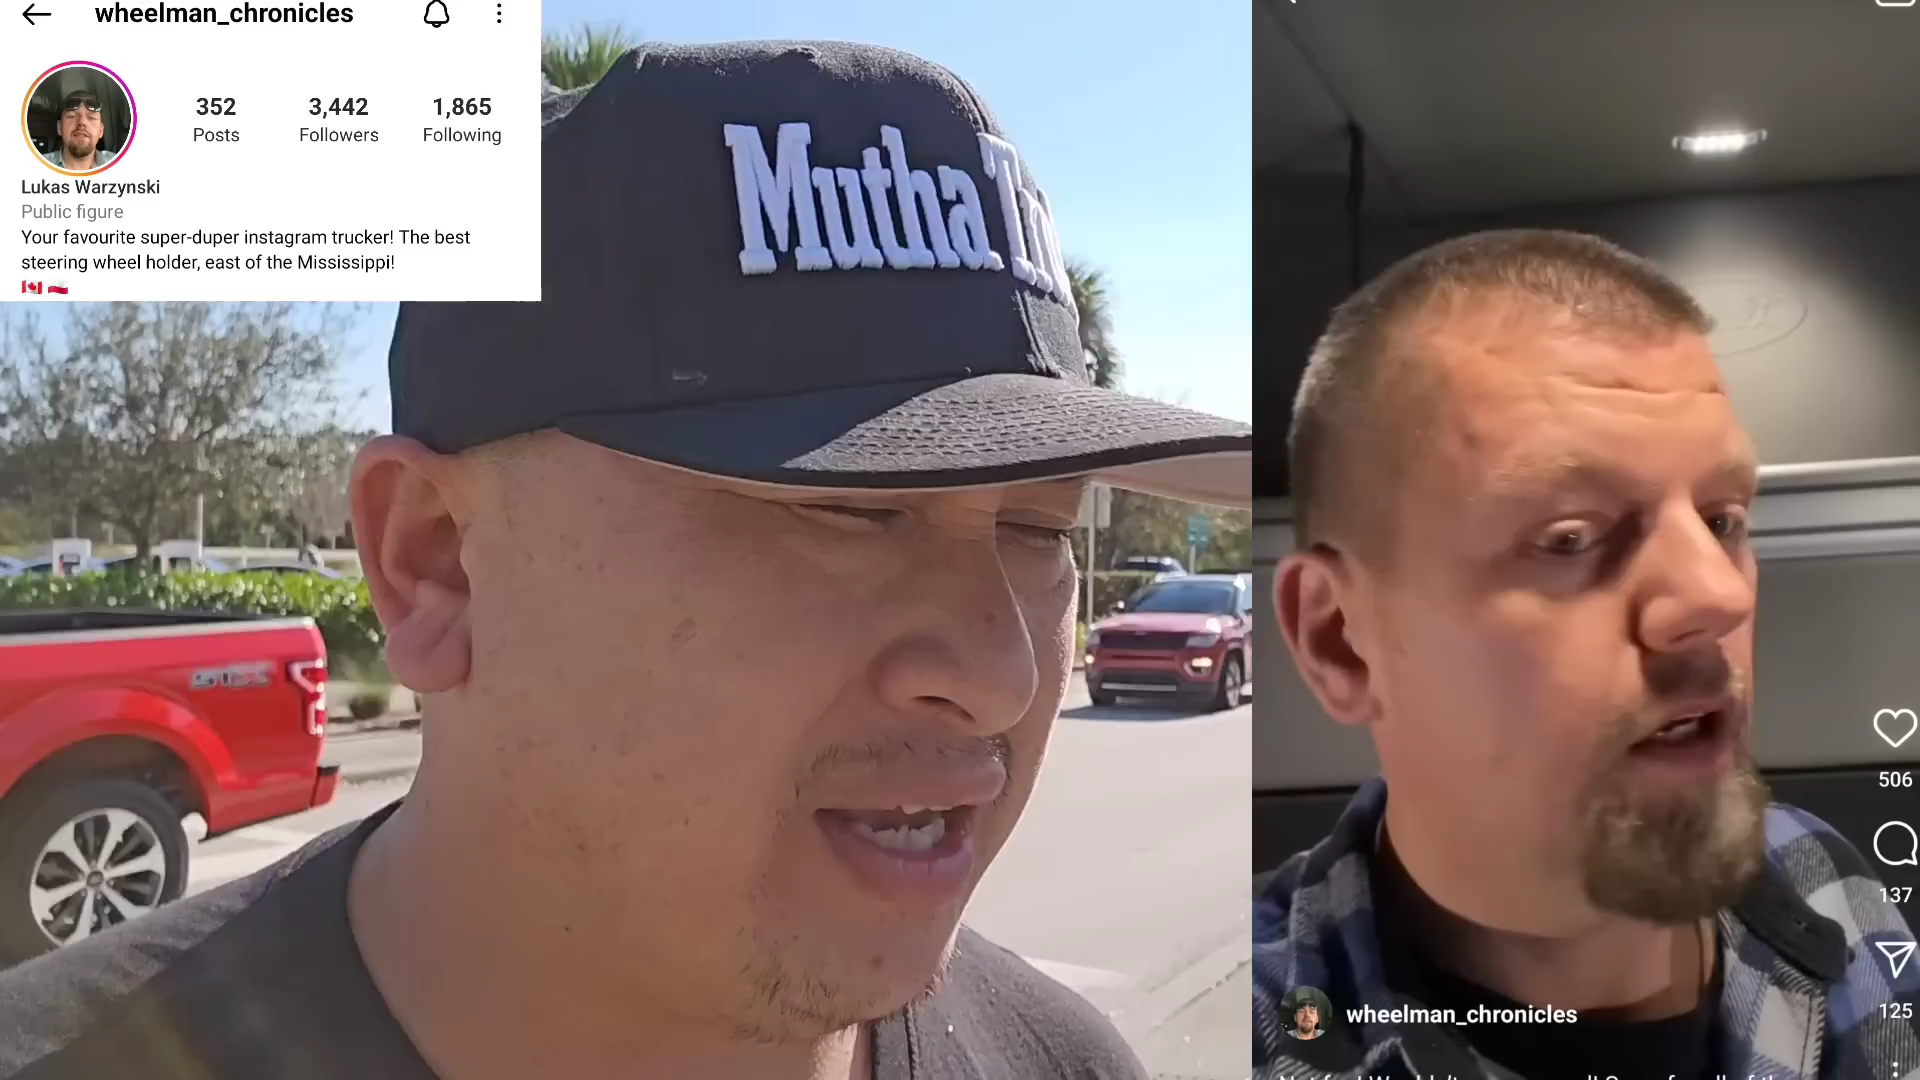 wheelman_chronicles
352
3,442
1,865
Posts
Followers
Following
Lukas Warzynski
Public figure
Your favourite super-duper instagram trucker! The best
steering wheel holder, east of the Mississippi!
Mutha
STX
506
137
wheelman_chronicles
125